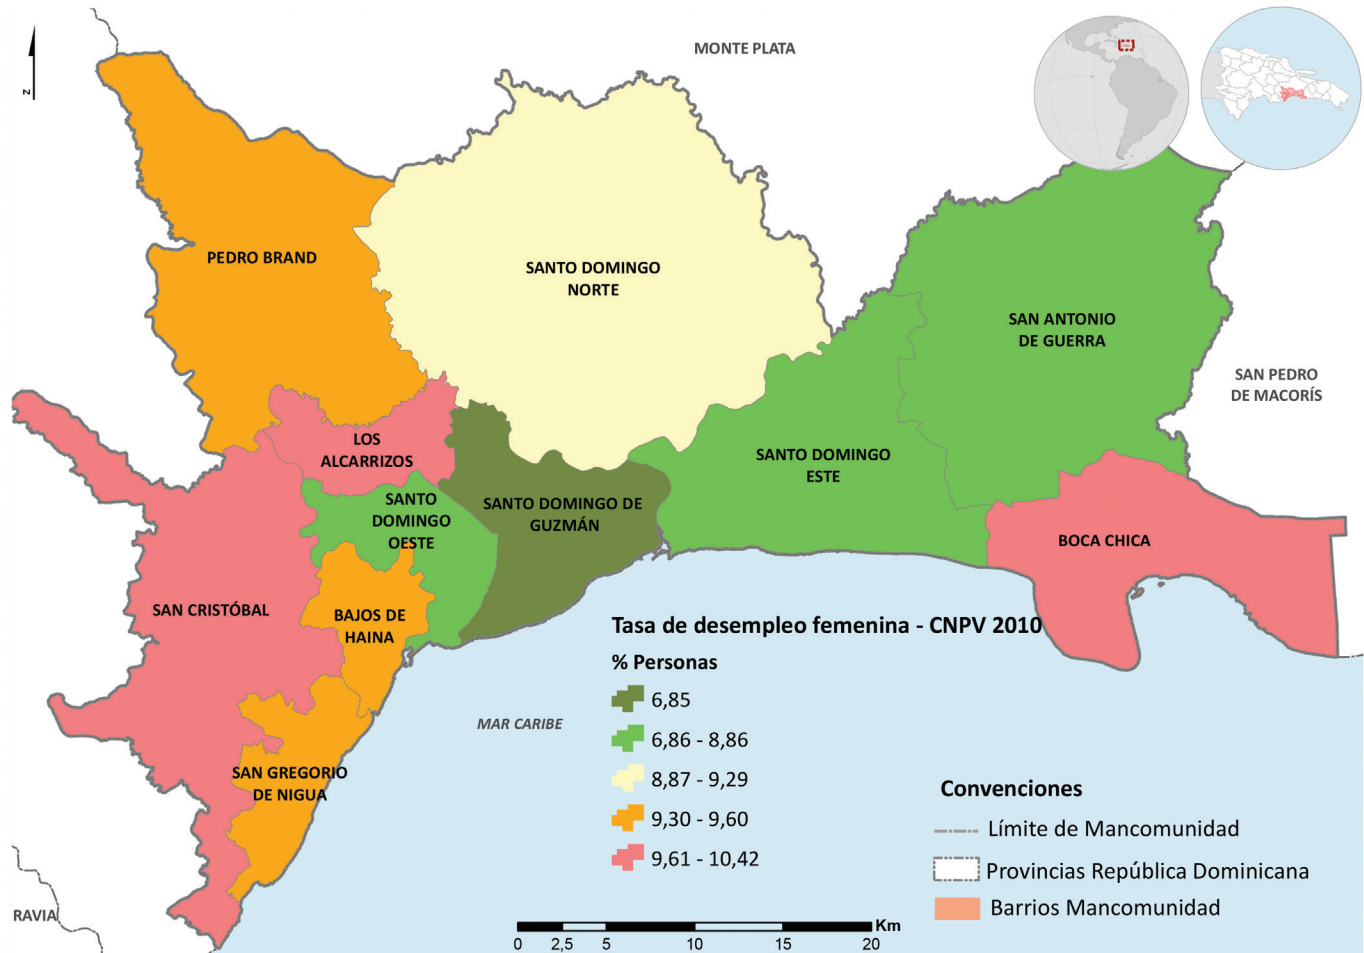 MONTE PLATA
N
PEDRO BRAND
SANTO DOMINGO
NORTE
SAN ANTONIO
DE GUERRA
SAN PEDRO
DE MACORÍS
LOS
ALCARRIZOS
SANTO DOMINGO
ESTE
SANTO
DOMINGO
OESTE
SANTO DOMINGO DE
GUZMÁN
BOCA CHICA
SAN CRISTÓBAL
BAJOS DE
HAINA
SAN GREGORIO
DE NIGUA
MAR CARIBE
RAVIA
Tasa de desempleo femenina - CNPV 2010
% Personas
6,85
6,86 - 8,86
8,87 - 9,29
9,30 - 9,60
9,61 - 10,42
Convenciones
Límite de Mancomunidad
Provincias República Dominicana
Barrios Mancomunidad
Km
0 2,5 5 10 15 20